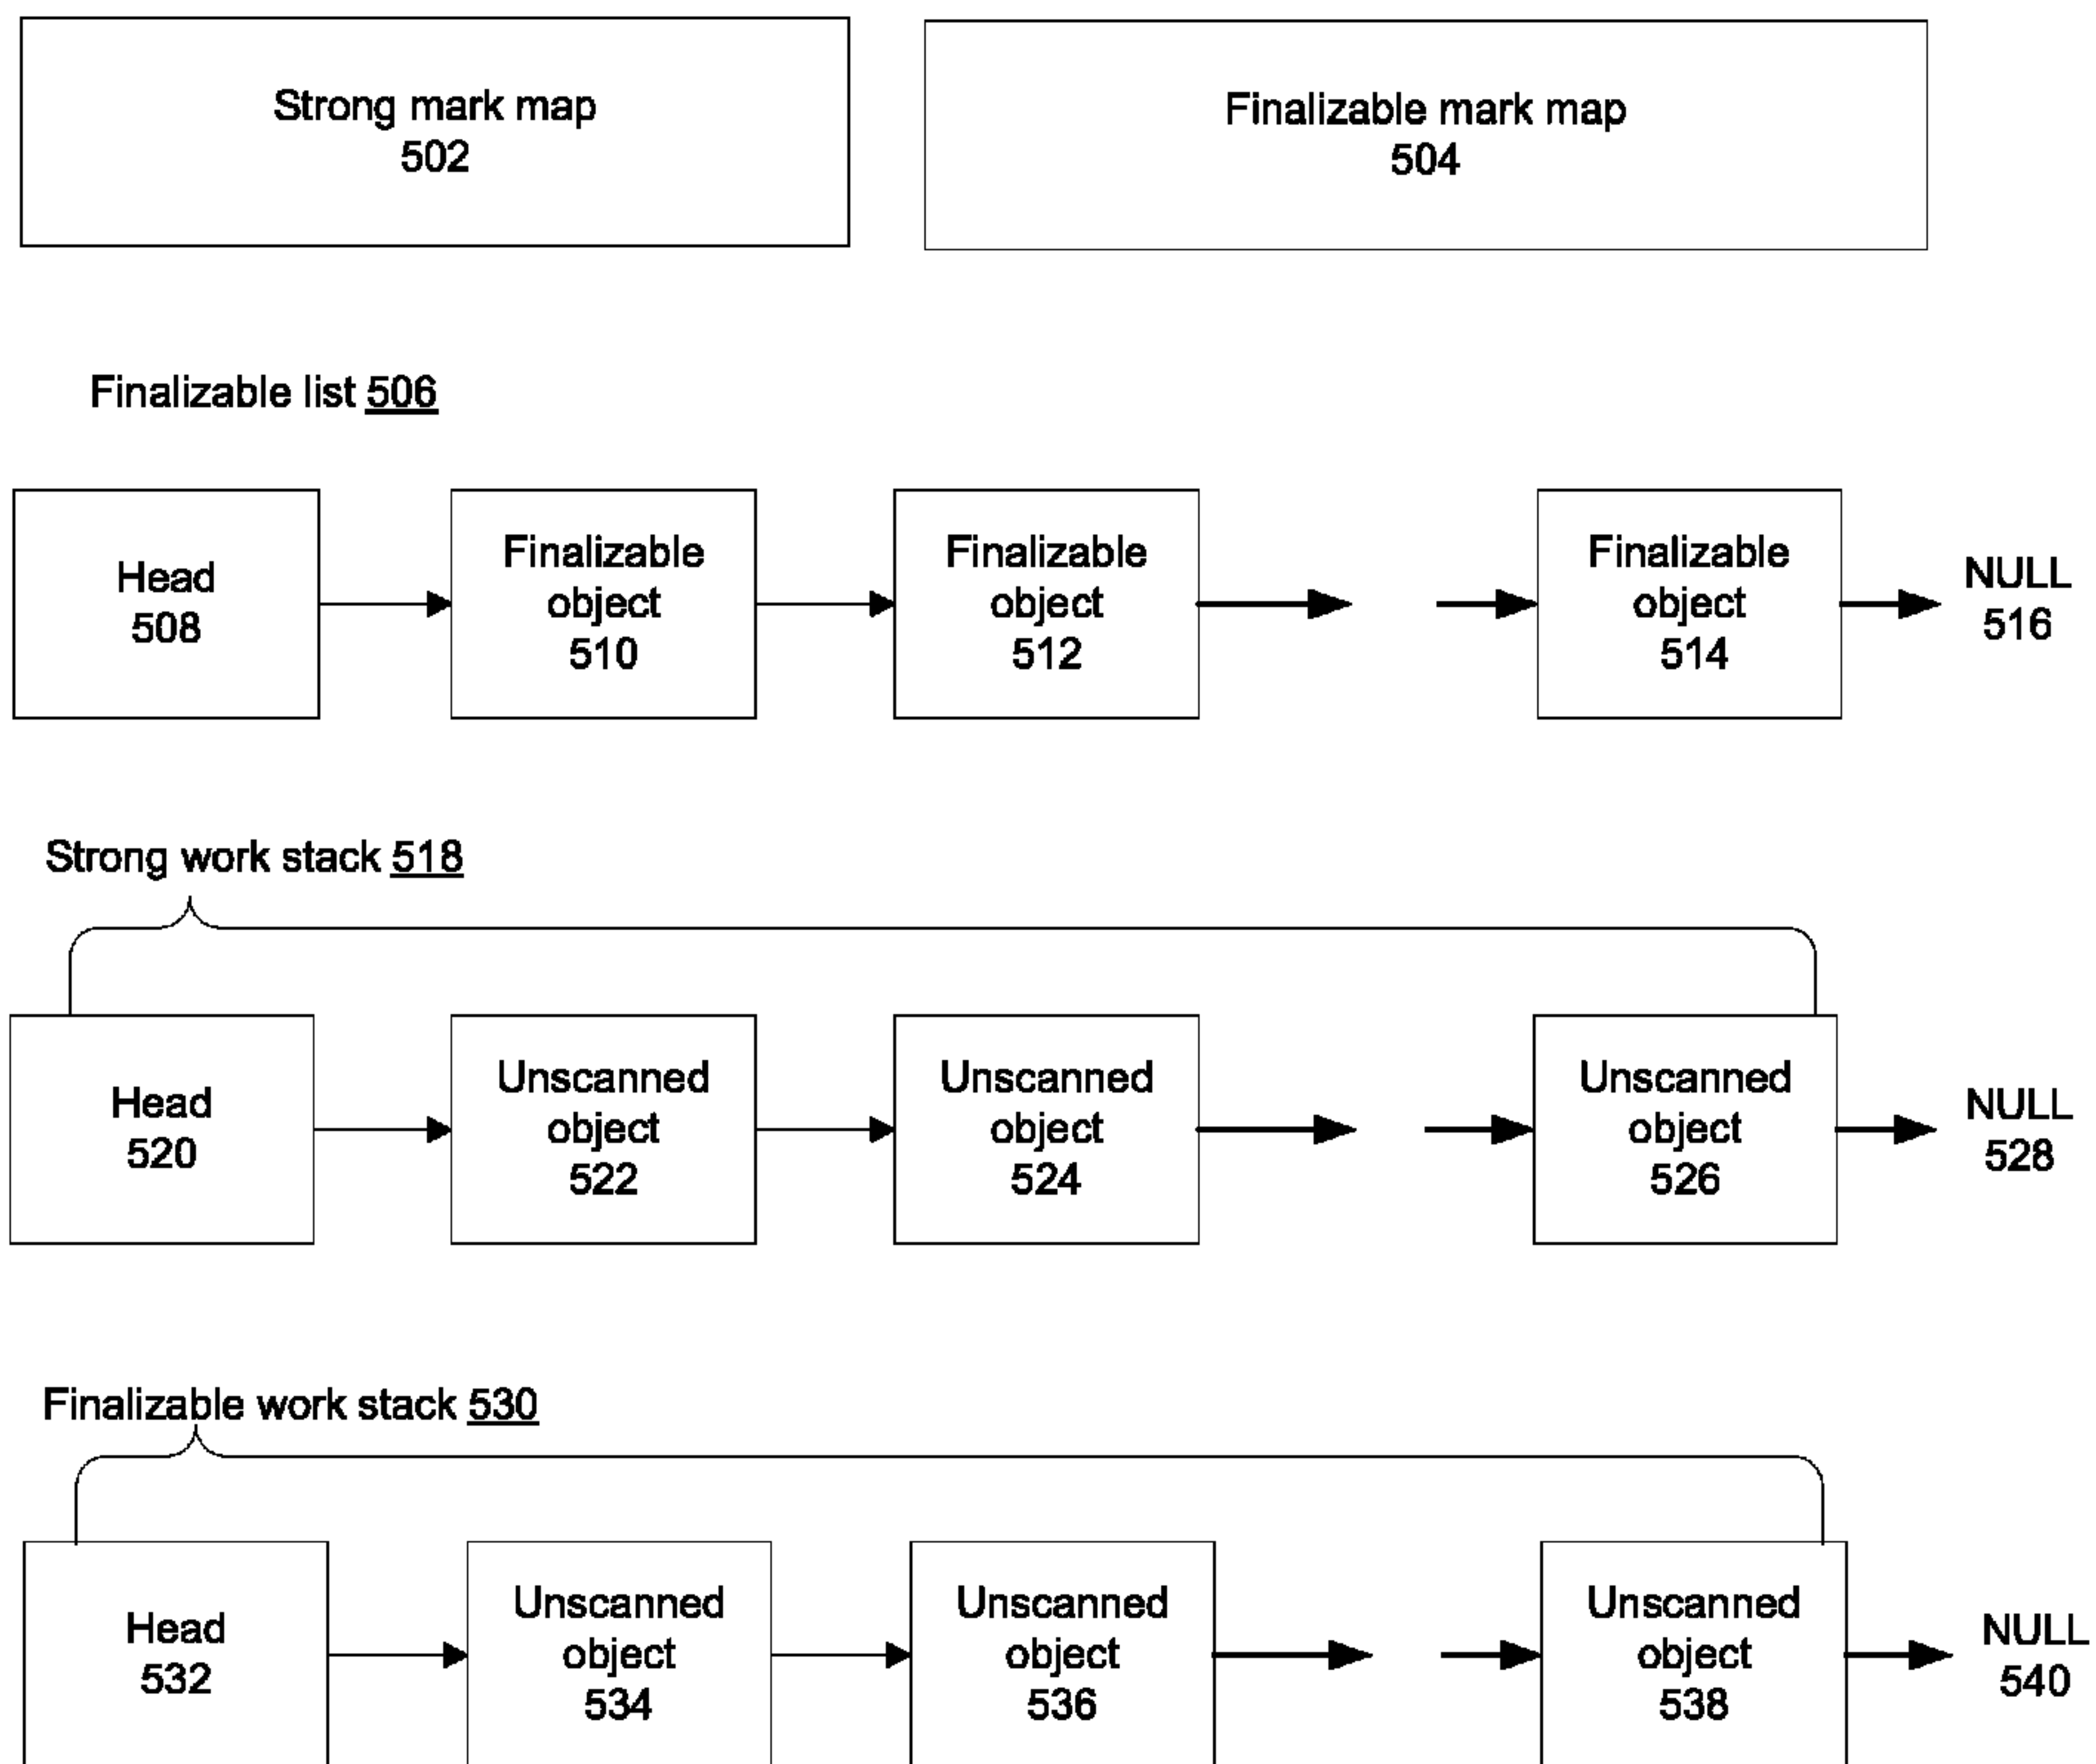 Strong mark map
502
Finalizable mark map
504
Finalizable list 506
Head
508
Finalizable
object
510
Finalizable
object
512
Finalizable
object
514
NULL
516
Strong work stack 518
Head
520
Unscanned
object
522
Unscanned
object
524
Unscanned
object
526
NULL
528
Finalizable work stack 530
Head
532
Unscanned
object
534
Unscanned
object
536
Unscanned
object
538
NULL
540